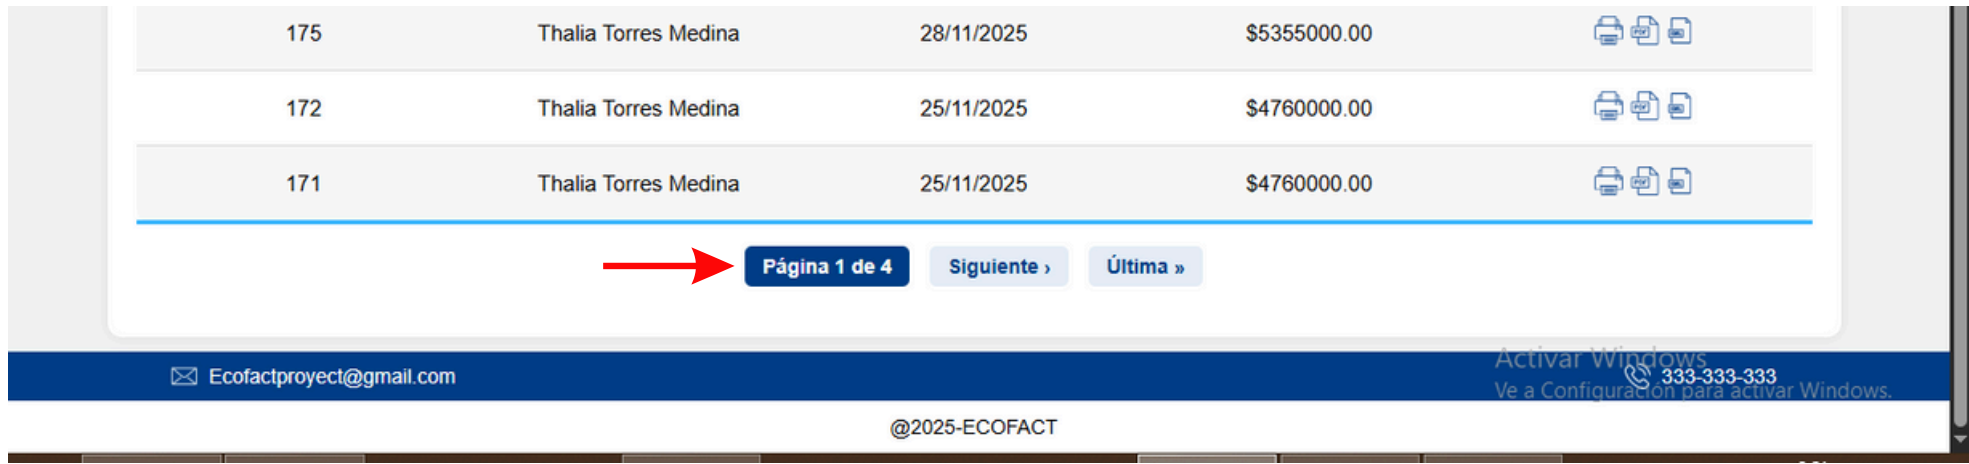 175 Thalia Torres Medina 28/11/2025 $5355000.00
172 Thalia Torres Medina 25/11/2025 $4760000.00
171 Thalia Torres Medina 25/11/2025 $4760000.00
Página 1 de 4 Siguiente › Última »
Activar Windows
Ecofactproyect@gmail.com 333-333-333
Ve a Configuración para activar Windows.
@2025-ECOFACT